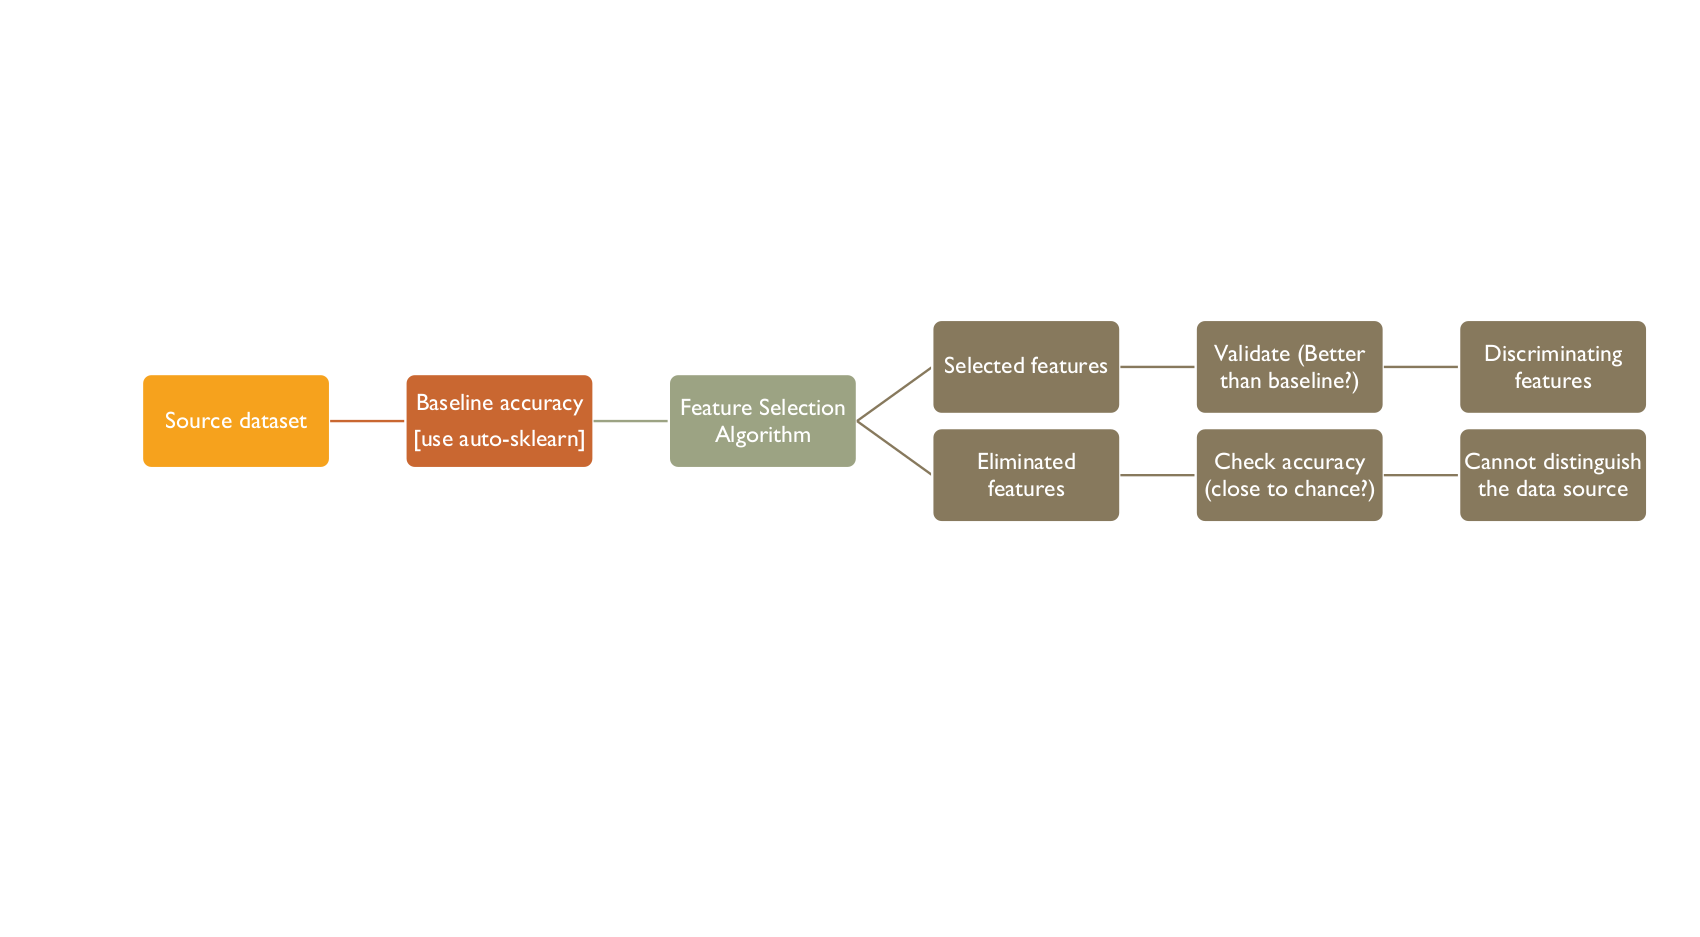 Source dataset
Baseline accuracy
[use auto-sklearn]
Feature Selection
Algorithm
Selected features
Validate (Better
than baseline?)
Discriminating
features
Eliminated
features
Check accuracy
(close to chance?)
Cannot distinguish
the data source